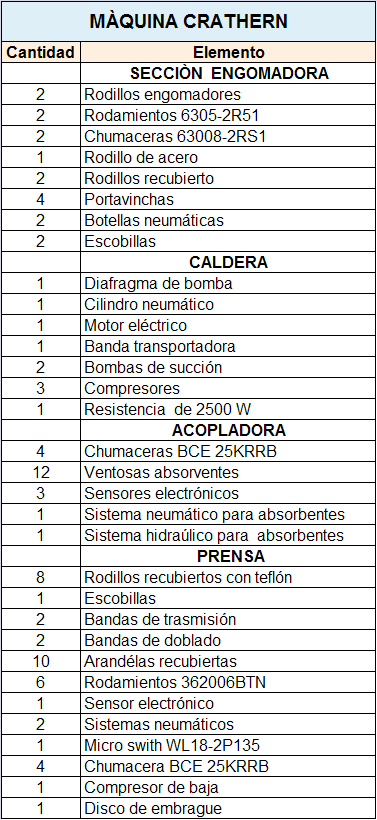 MÀQUINA CRATHERN
Cantidad Elemento
SECCIÒN ENGOMADORA
2 Rodillos engomadores
2 Rodamientos 6305-2R51
2 Chumaceras 63008-2RS1
1 Rodillo de acero
2 Rodillos recubierto
4 Portavinchas
2 Botellas neumáticas
2 Escobillas
CALDERA
1 Diafragma de bomba
1 Cilindro neumático
1 Motor eléctrico
1 Banda transportadora
2 Bombas de succión
3 Compresores
1 Resistencia de 2500 W
ACOPLADORA
4 Chumaceras BCE 25KRRB
12 Ventosas absorventes
3 Sensores electrónicos
1 Sistema neumático para absorbentes
1 Sistema hidraúlico para absorbentes
PRENSA
8 Rodillos recubiertos con teflón
1 Escobillas
2 Bandas de trasmisión
2 Bandas de doblado
10 Arandélas recubiertas
6 Rodamientos 362006BTN
1 Sensor electrónico
2 Sistemas neumáticos
1 Micro swith WL18-2P135
4 Chumacera BCE 25KRRB
1 Compresor de baja
1 Disco de embrague